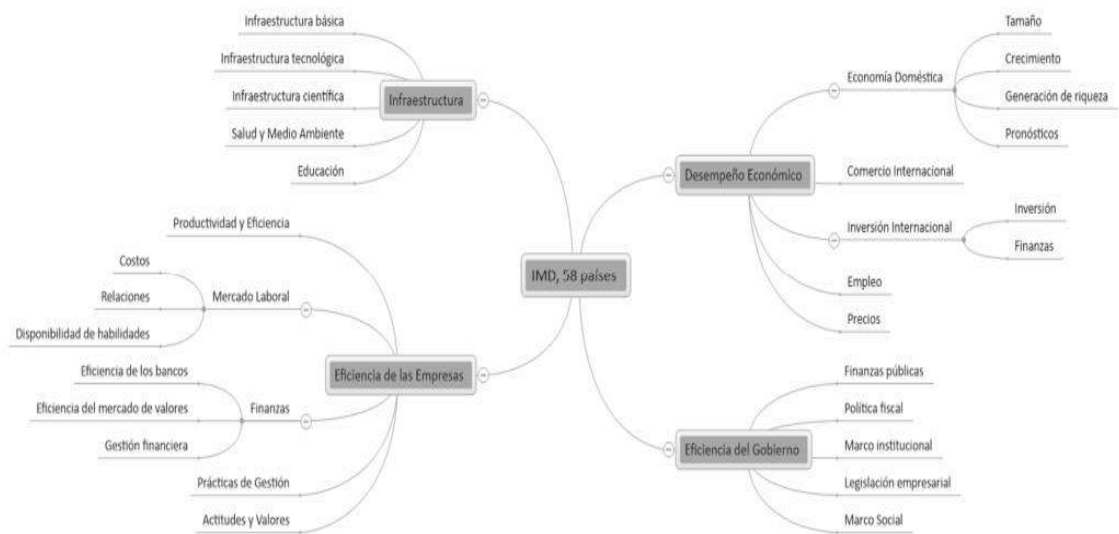 IMD, 58 países
Infraestructura
Infraestructura básica
Infraestructura tecnológica
Infraestructura científica
Salud y Medio Ambiente
Educación
Eficiencia de las Empresas
Productividad y Eficiencia
Mercado Laboral
Costos
Relaciones
Disponibilidad de habilidades
Finanzas
Eficiencia de los bancos
Eficiencia del mercado de valores
Gestión financiera
Prácticas de Gestión
Actitudes y Valores
Desempeño Económico
Economía Doméstica
Tamaño
Crecimiento
Generación de riqueza
Pronósticos
Comercio Internacional
Inversión Internacional
Inversión
Finanzas
Empleo
Precios
Eficiencia del Gobierno
Finanzas públicas
Política fiscal
Marco institucional
Legislación empresarial
Marco Social